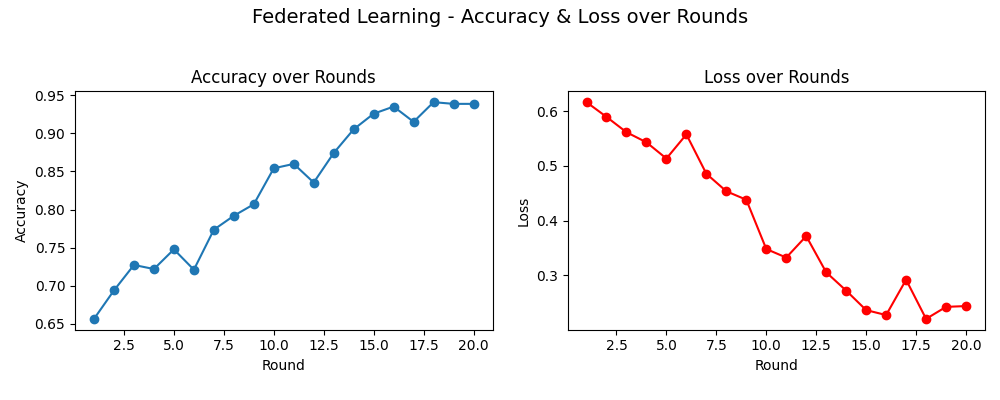 Federated Learning - Accuracy & Loss over Rounds
Accuracy over Rounds
0.95
0.90
0.85
0.80
0.75
0.70
0.65
Accuracy
2.5 5.0 7.5 10.0 12.5 15.0 17.5 20.0
Round
Loss over Rounds
0.6
0.5
0.4
0.3
Loss
2.5 5.0 7.5 10.0 12.5 15.0 17.5 20.0
Round